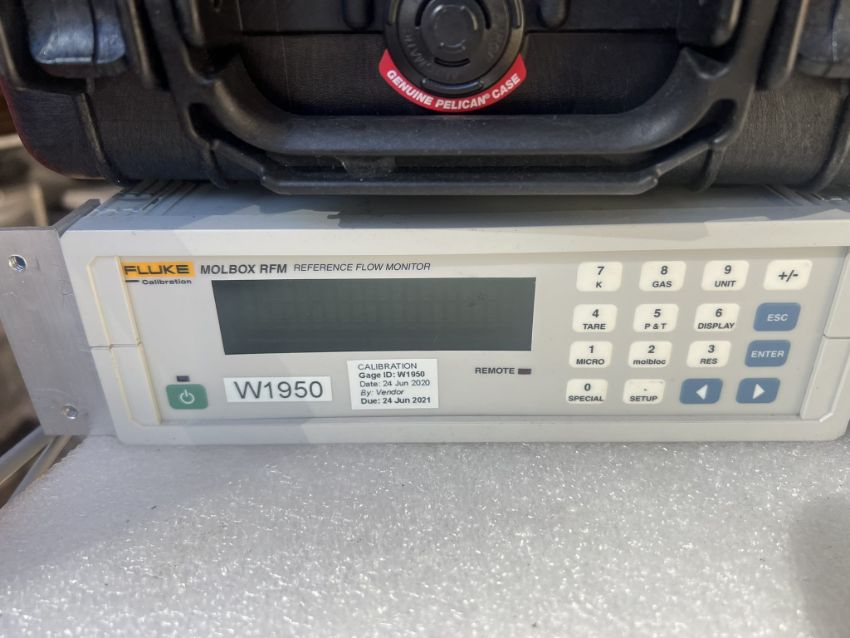 GENUINE PELICAN® CASE
FLUKE
Calibration
MOLBOX RFM REFERENCE FLOW MONITOR
7
K
8
GAS
9
UNIT
+/-
4
TARE
5
P & T
6
DISPLAY
ESC
1
MICRO
2
molbloc
3
RES
ENTER
0
SPECIAL
.
SETUP
REMOTE
W1950
CALIBRATION
Gage ID: W1950
Date: 24 Jun 2020
By: Vendor
Due: 24 Jun 2021